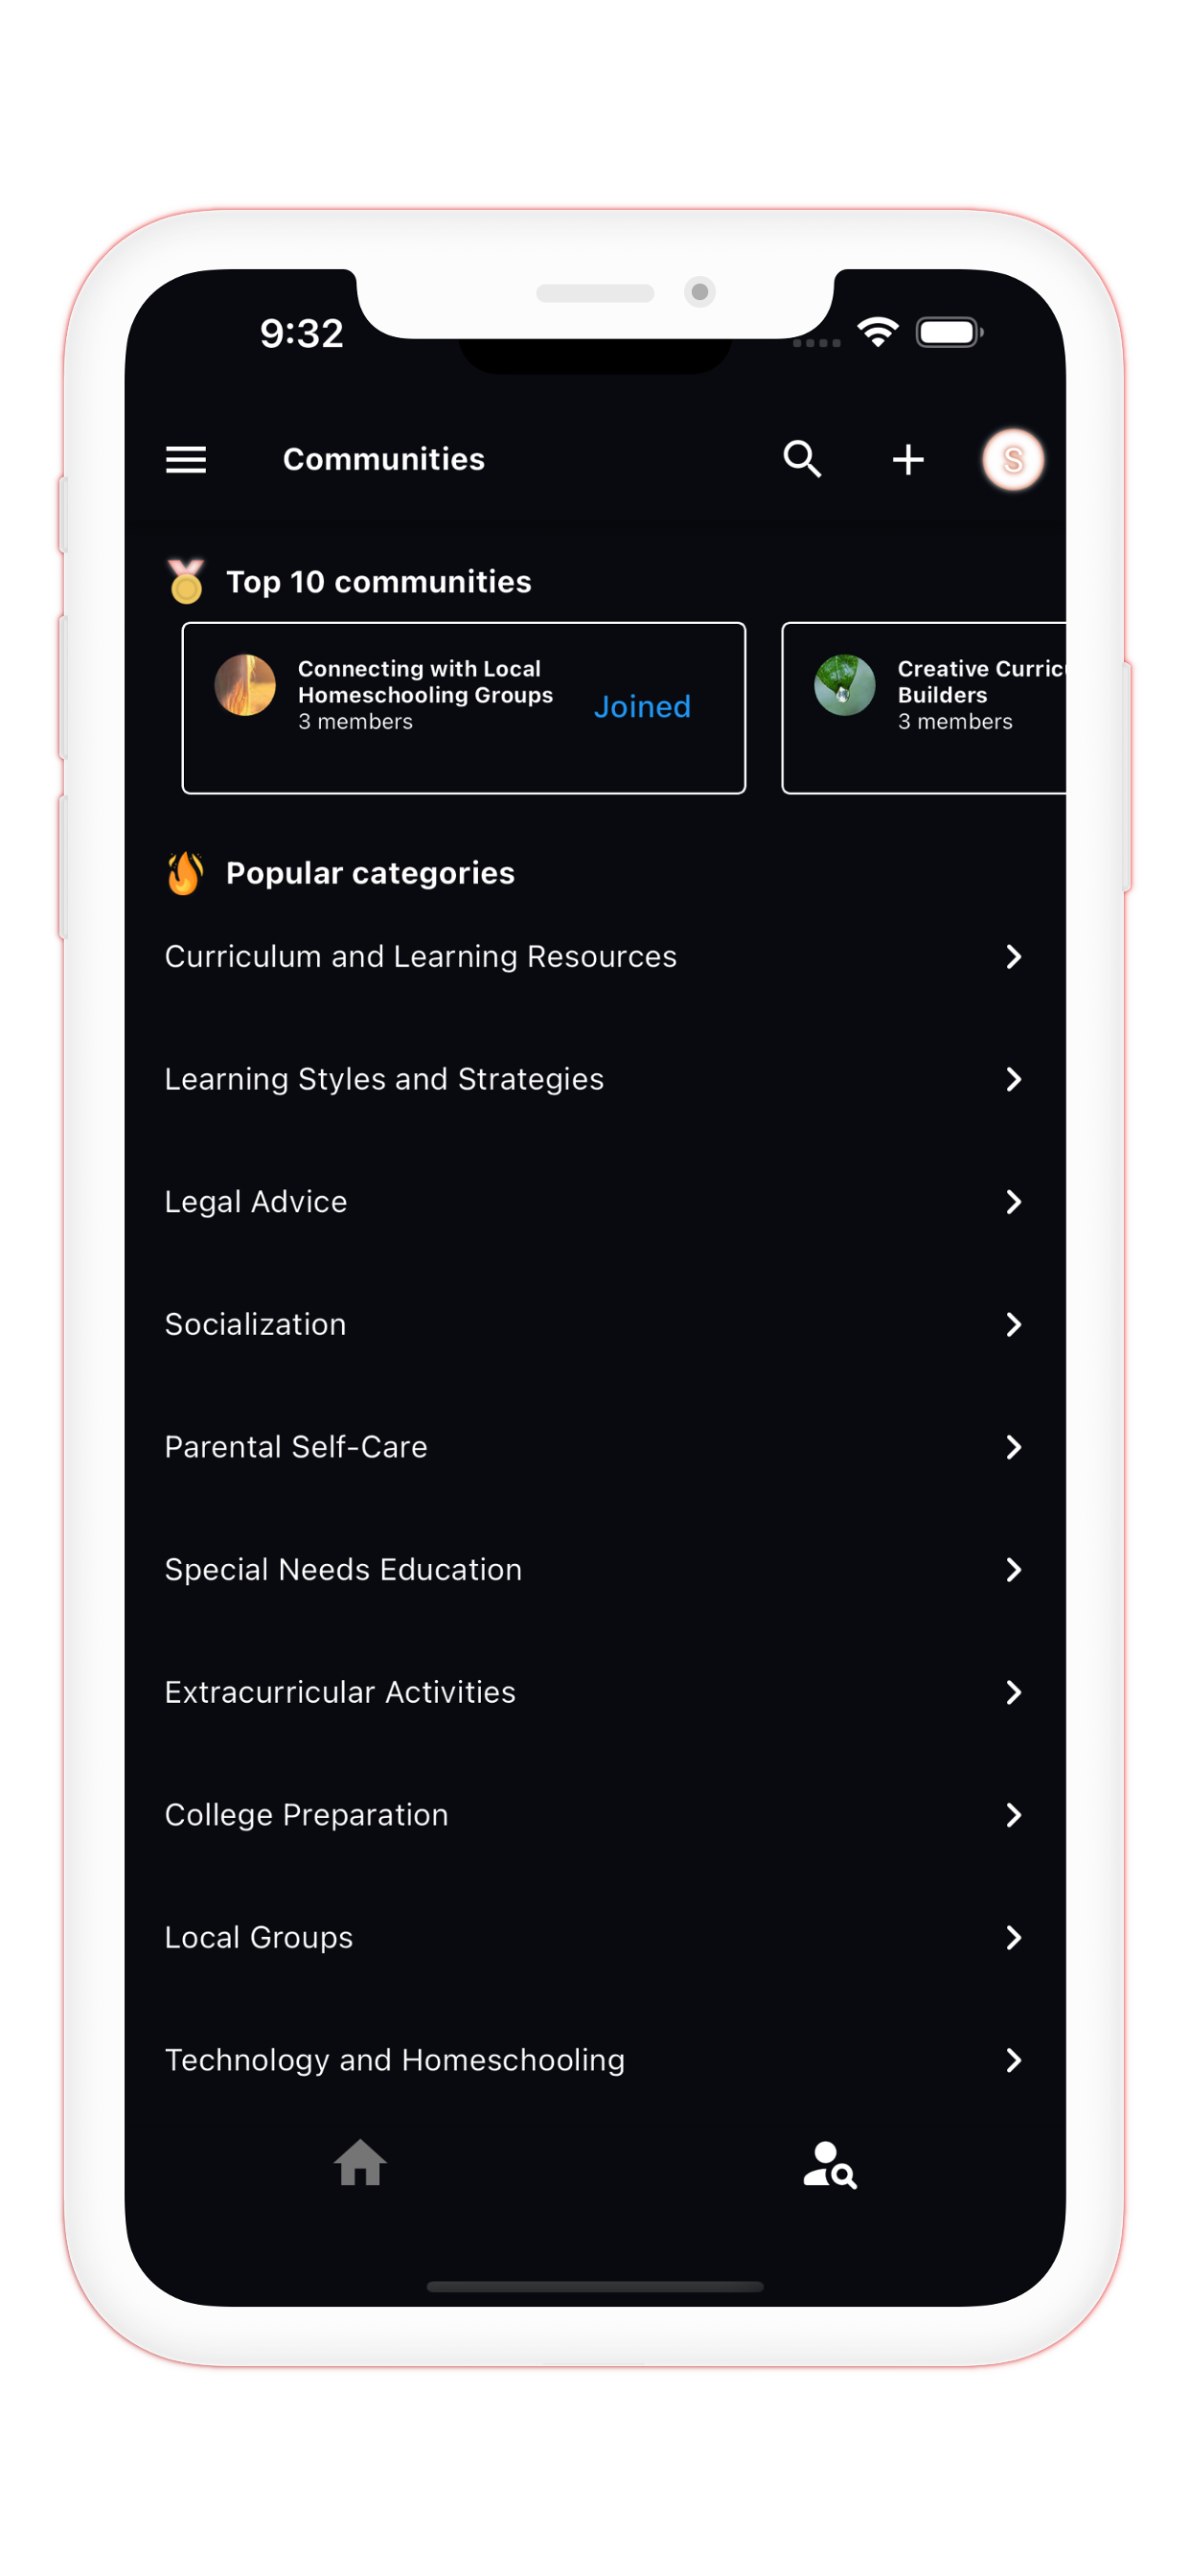 9:32
Communities
S
Top 10 communities
Connecting with Local
Homeschooling Groups
3 members
Joined
Creative
Builders
3 members
Popular categories
Curriculum and Learning Resources
Learning Styles and Strategies
Legal Advice
Socialization
Parental Self-Care
Special Needs Education
Extracurricular Activities
College Preparation
Local Groups
Technology and Homeschooling